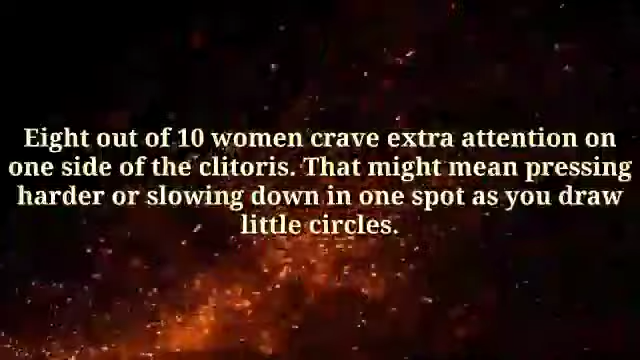 Eight out of 10 women crave extra attention on
one side of the clitoris. That might mean pressing
harder or slowing down in one spot as you draw
little circles.